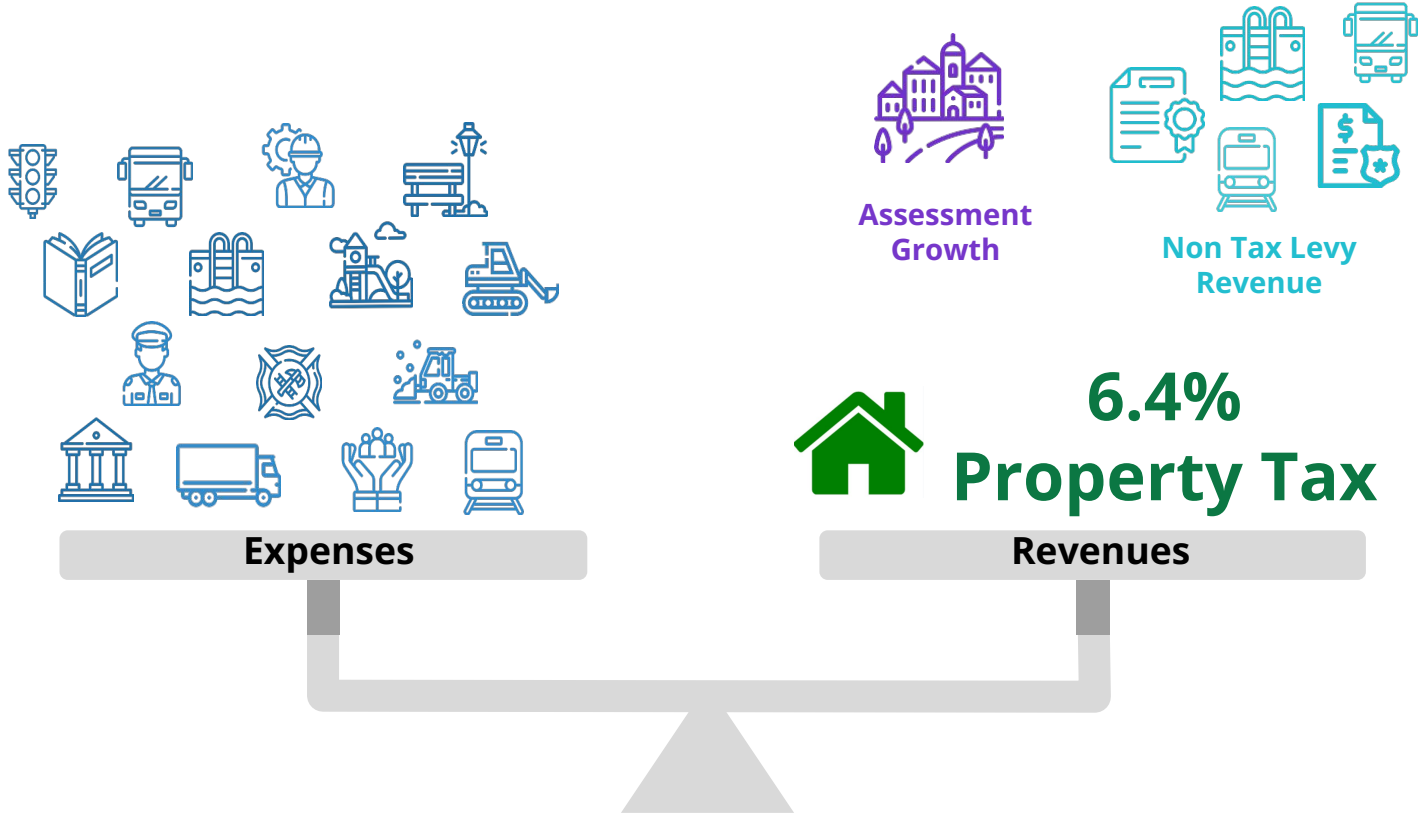 Assessment
Growth
Non Tax Levy
Revenue
$
6.4%
Property Tax
Expenses
Revenues